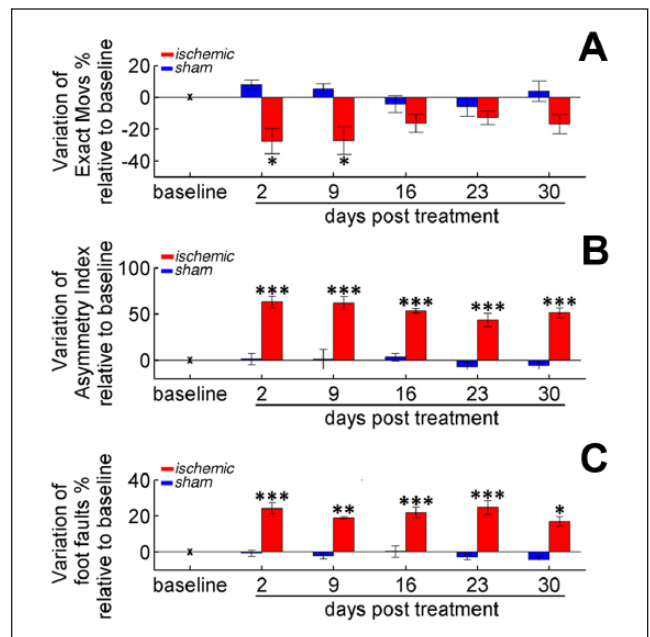 A
ischemic
sham
Variation of
Exact Movs %
relative to baseline
20
0
-20
-40
*
*
baseline 2 9 16 23 30
days post treatment
B
ischemic
sham
Variation of
Asymmetry Index
relative to baseline
100
50
0
*** *** *** *** ***
baseline 2 9 16 23 30
days post treatment
C
ischemic
sham
Variation of
foot faults %
relative to baseline
40
20
0
*** ** *** *** *
baseline 2 9 16 23 30
days post treatment